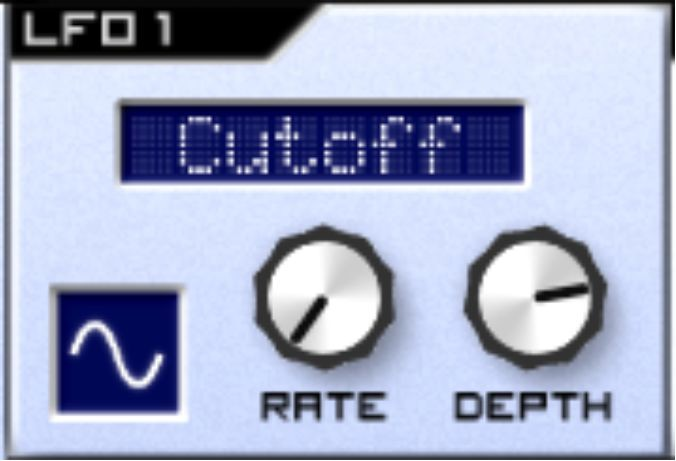 LFO 1
Cutoff
RATE DEPTH